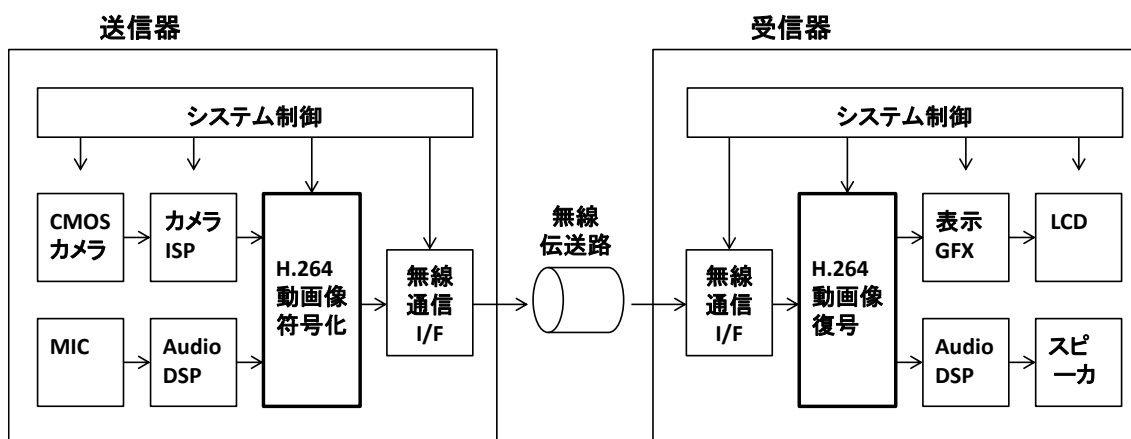 送信器
システム制御
CMOS
カメラ
カメラ
ISP
MIC
Audio
DSP
H.264
動画像
符号化
無線
通信
I/F
無線
伝送路
受信器
システム制御
無線
通信
I/F
H.264
動画像
復号
表示
GFX
LCD
Audio
DSP
スピ
ーカ